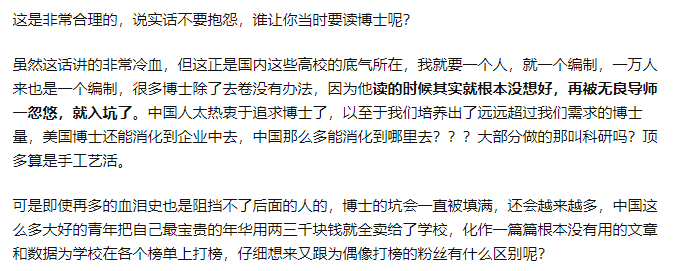 这是非常合理的，说实话不要抱怨，谁让你当时要读博士呢？
虽然这话讲的非常冷血，但这正是国内这些高校的底气所在，我就要一个人，就一个编制，一万人
来也是一个编制，很多博士除了去卷没有办法，因为他读的时候其实就根本没想好，再被无良导师
一忽悠，就入坑了。中国人太热衷于追求博士了，以至于我们培养出了远远超过我们需求的博士
量，美国博士还能消化到企业中去，中国那么多能消化到哪里去？？？大部分做的那叫科研吗？顶
多算是手工艺活。
可是即使再多的血泪史也是阻挡不了后面的人的，博士的坑会一直被填满，还会越来越多，中国这
么多大好的青年把自己最宝贵的年华用两三千块钱就全卖给了学校，化作一篇篇根本没有用的文章
和数据为学校在各个榜单上打榜，仔细想来又跟为偶像打榜的粉丝有什么区别呢？